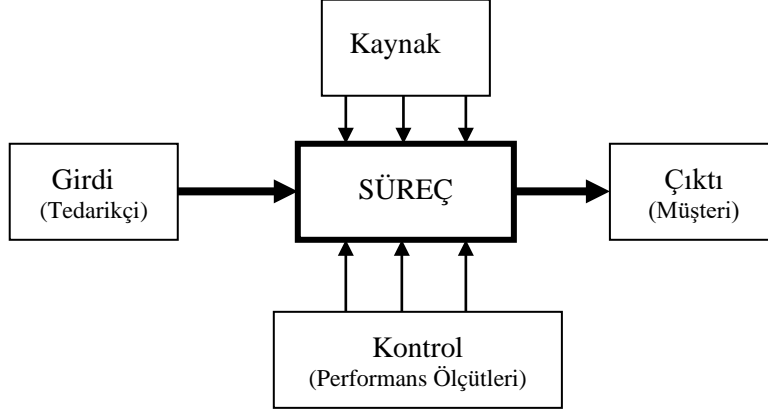 Kaynak
Girdi
(Tedarikçi)
SÜREÇ
Çıktı
(Müşteri)
Kontrol
(Performans Ölçütleri)